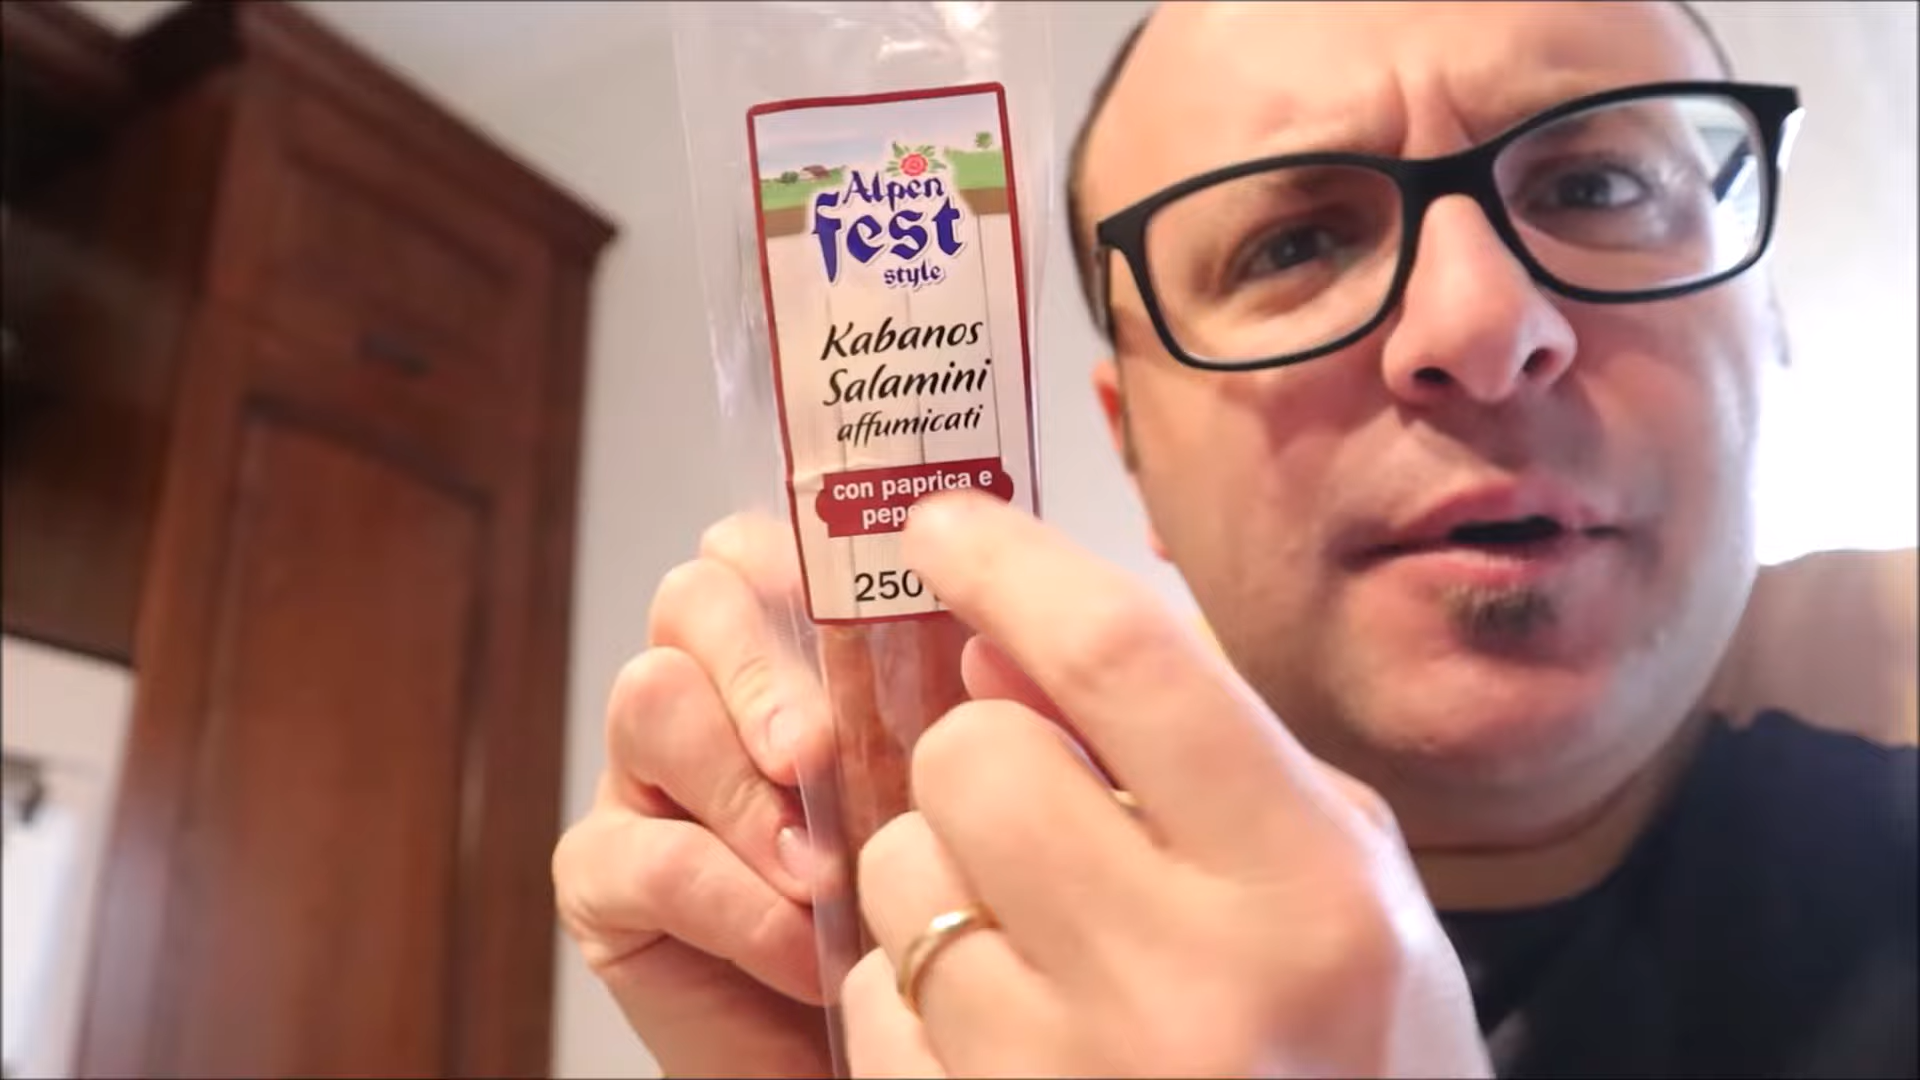 Alpen
fest
style
Kabanos
Salamini
affumicati
con paprica e
250